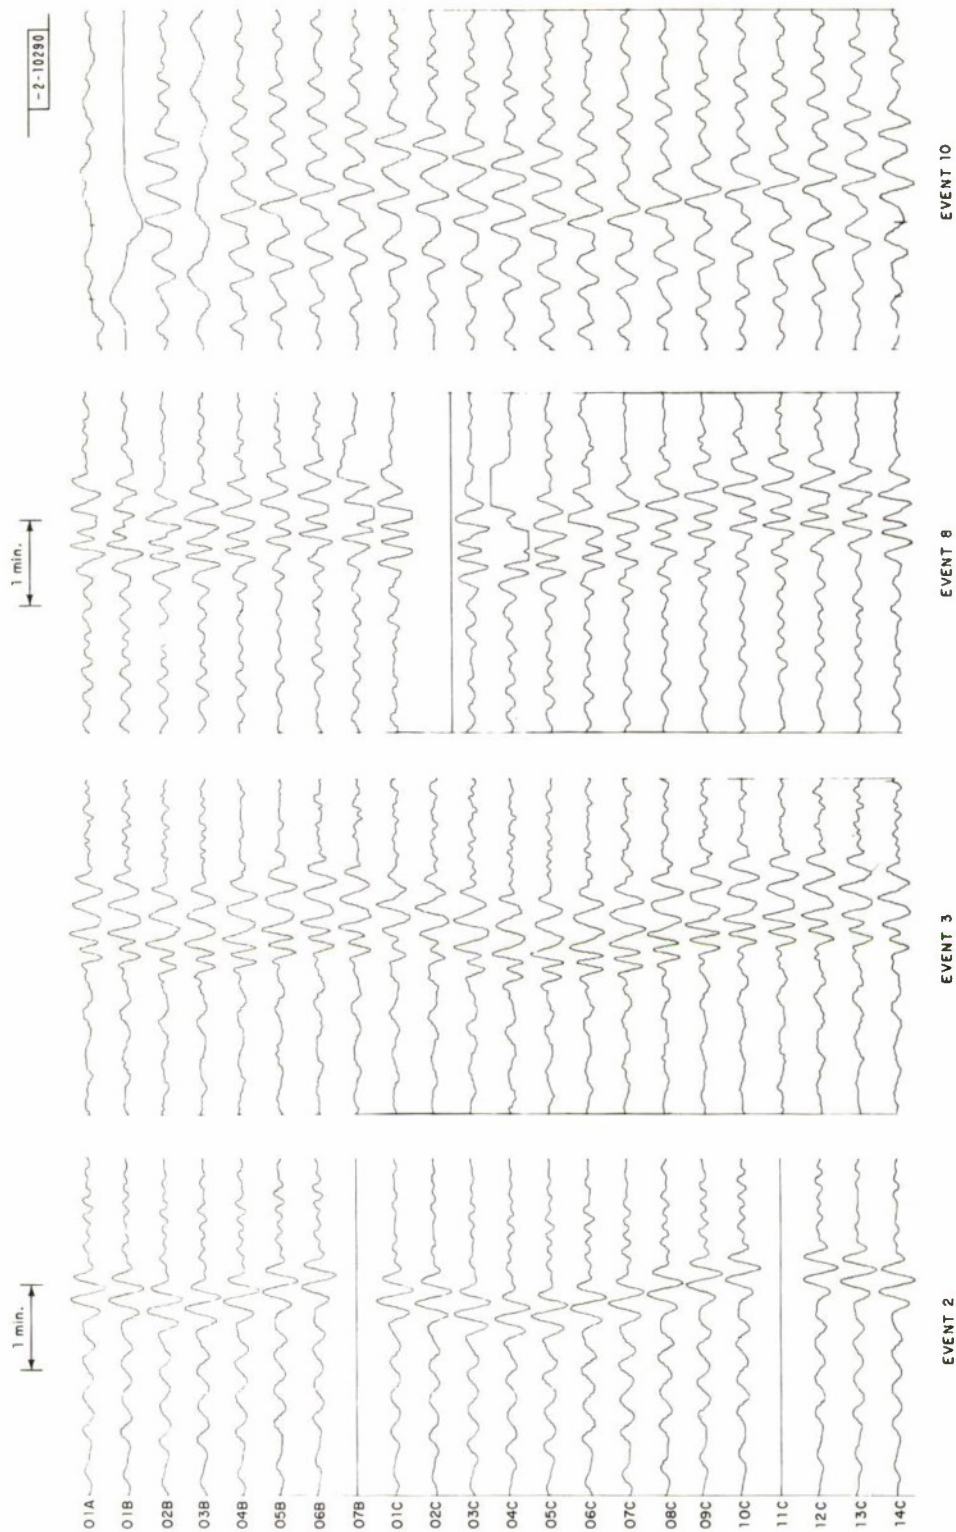 -2-10290
1 min.
1 min.
01A
01B
02B
03B
04B
05B
06B
07B
01C
02C
03C
04C
05C
06C
07C
08C
09C
10C
11C
12C
13C
14C
EVENT 2
EVENT 3
EVENT 8
EVENT 10